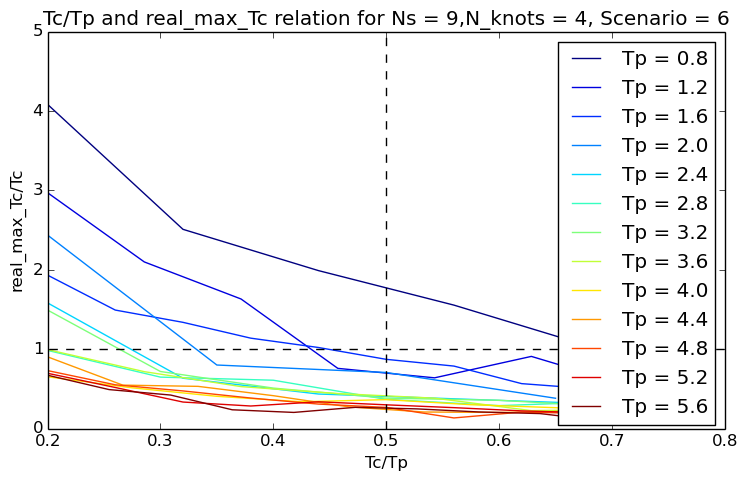 Tc/Tp and real_max_Tc relation for Ns = 9,N_knots = 4, Scenario = 6
5
4
3
2
1
0
real_max_Tc/Tc
0.2 0.3 0.4 0.5 0.6 0.7 0.8
Tc/Tp
Tp = 0.8
Tp = 1.2
Tp = 1.6
Tp = 2.0
Tp = 2.4
Tp = 2.8
Tp = 3.2
Tp = 3.6
Tp = 4.0
Tp = 4.4
Tp = 4.8
Tp = 5.2
Tp = 5.6